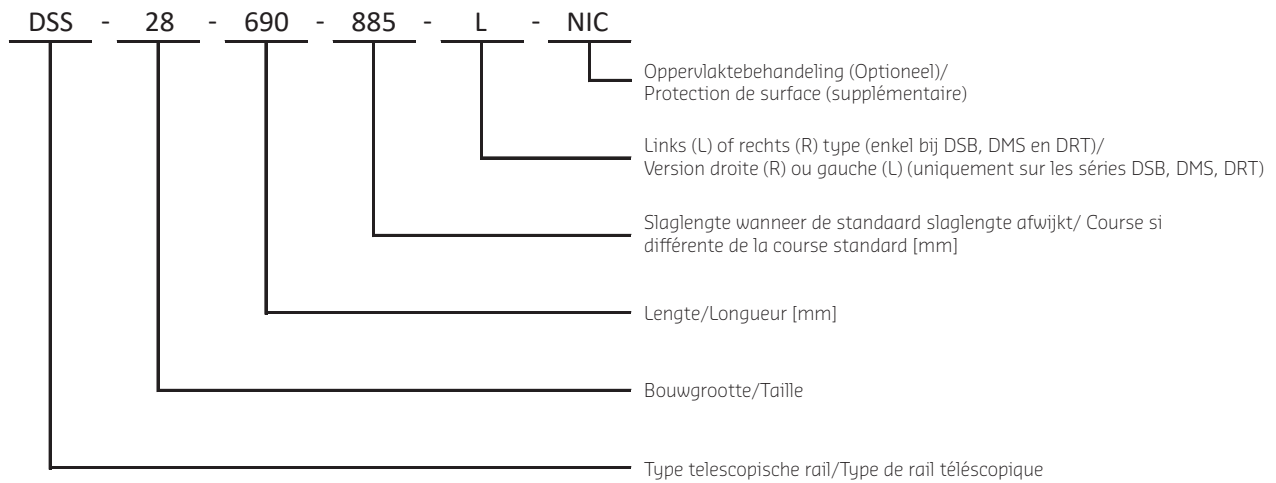 DSS - 28 - 690 - 885 - L - NIC
Oppervlaktebehandeling (Optioneel)/
Protection de surface (supplémentaire)
Links (L) of rechts (R) type (enkel bij DSB, DMS en DRT)/
Version droite (R) ou gauche (L) (uniquement sur les séries DSB, DMS, DRT)
Slaglengte wanneer de standaard slaglengte afwijkt/ Course si
différente de la course standard [mm]
Lengte/Longueur [mm]
Bouwgrootte/Taille
Type telescopische rail/Type de rail téléscopique